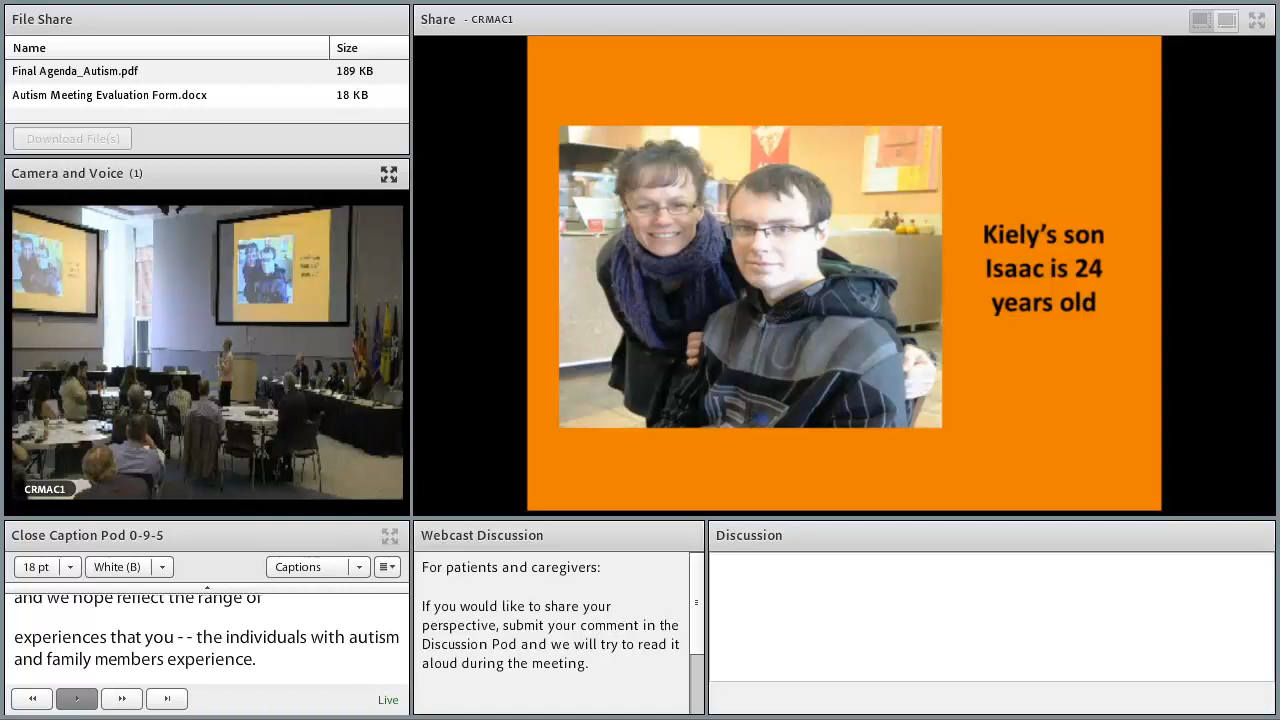 File Share
Name Size
Final Agenda_Autism.pdf 189 KB
Autism Meeting Evaluation Form.docx 18 KB
Download File(s)
Camera and Voice (1)
CRMAC1
Share - CRMAC1
Kiely's son
Isaac is 24
years old
Close Caption Pod 0-9-5
18 pt White (B) Captions
and we hope reflect the range of
experiences that you - - the individuals with autism
and family members experience.
Live
Webcast Discussion
For patients and caregivers:
If you would like to share your
perspective, submit your comment in the
Discussion Pod and we will try to read it
aloud during the meeting.
Discussion